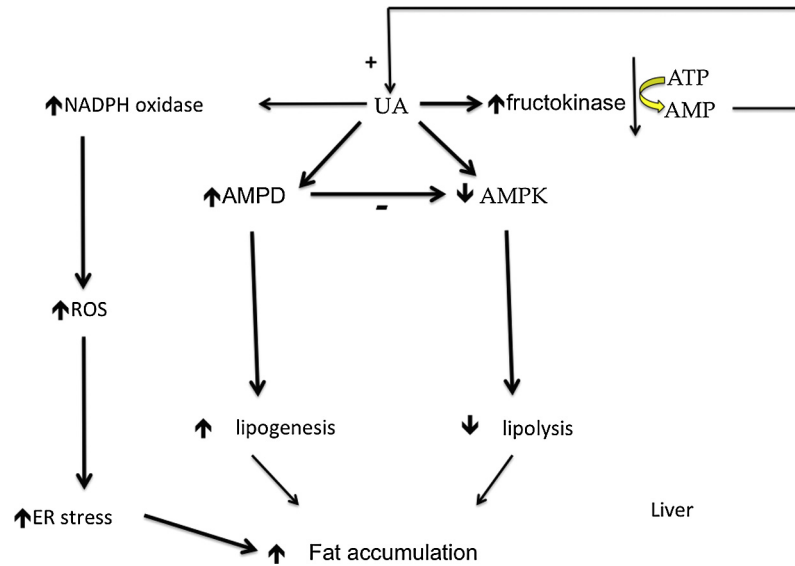 +
ATP
↑NADPH oxidase
UA
↑fructokinase
AMP
↑AMPD
-
↓ AMPK
↑ROS
↑ lipogenesis
↓ lipolysis
↑ER stress
Liver
↑ Fat accumulation